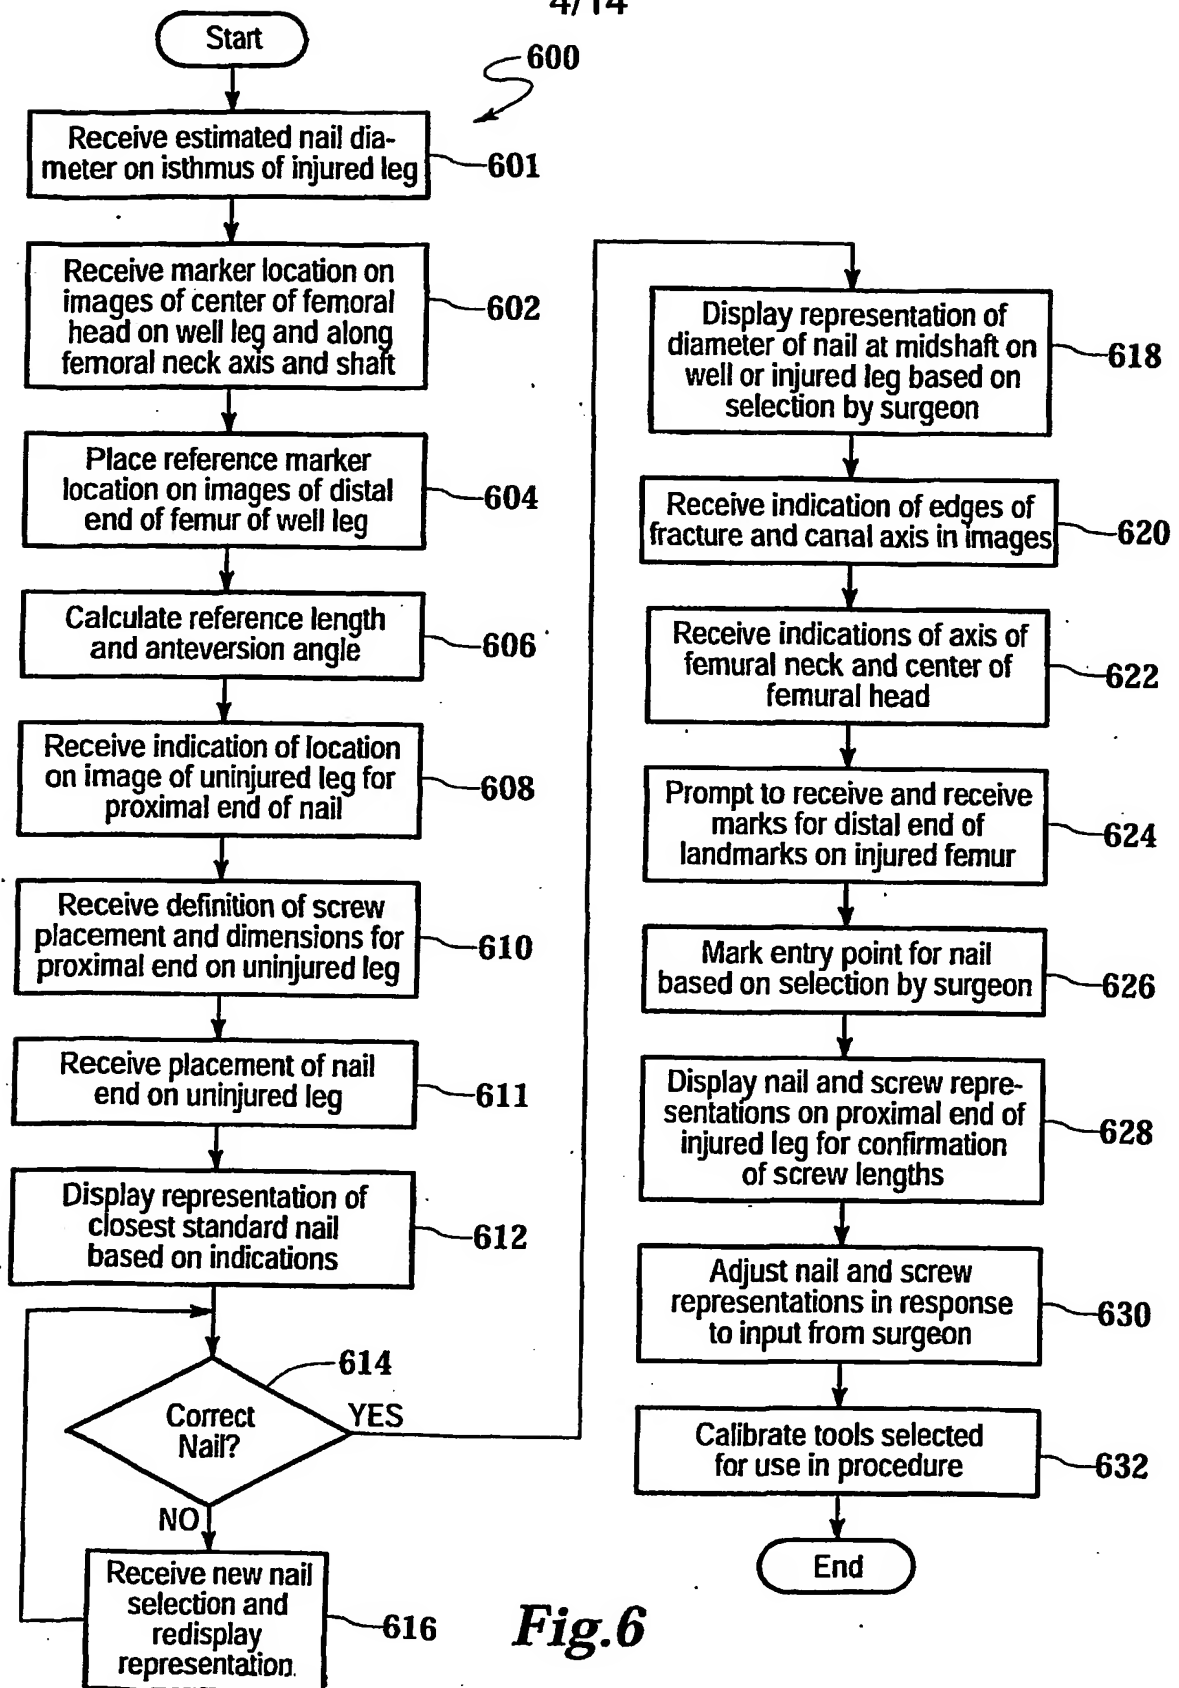 4/14
Start
600
Receive estimated nail dia-
meter on isthmus of injured leg
601
Receive marker location on
images of center of femoral
head on well leg and along
femoral neck axis and shaft
602
Place reference marker
location on images of distal
end of femur of well leg
604
Calculate reference length
and anteversion angle
606
Receive indication of location
on image of uninjured leg for
proximal end of nail
608
Receive definition of screw
placement and dimensions for
proximal end on uninjured leg
610
Receive placement of nail
end on uninjured leg
611
Display representation of
closest standard nail
based on indications
612
614
Correct
Nail?
YES
NO
Receive new nail
selection and
redisplay
representation
616
Display representation of
diameter of nail at midshaft on
well or injured leg based on
selection by surgeon
618
Receive indication of edges of
fracture and canal axis in images
620
Receive indications of axis of
femural neck and center of
femural head
622
Prompt to receive and receive
marks for distal end of
landmarks on injured femur
624
Mark entry point for nail
based on selection by surgeon
626
Display nail and screw repre-
sentations on proximal end of
injured leg for confirmation
of screw lengths
628
Adjust nail and screw
representations in response
to input from surgeon
630
Calibrate tools selected
for use in procedure
632
End
Fig.6